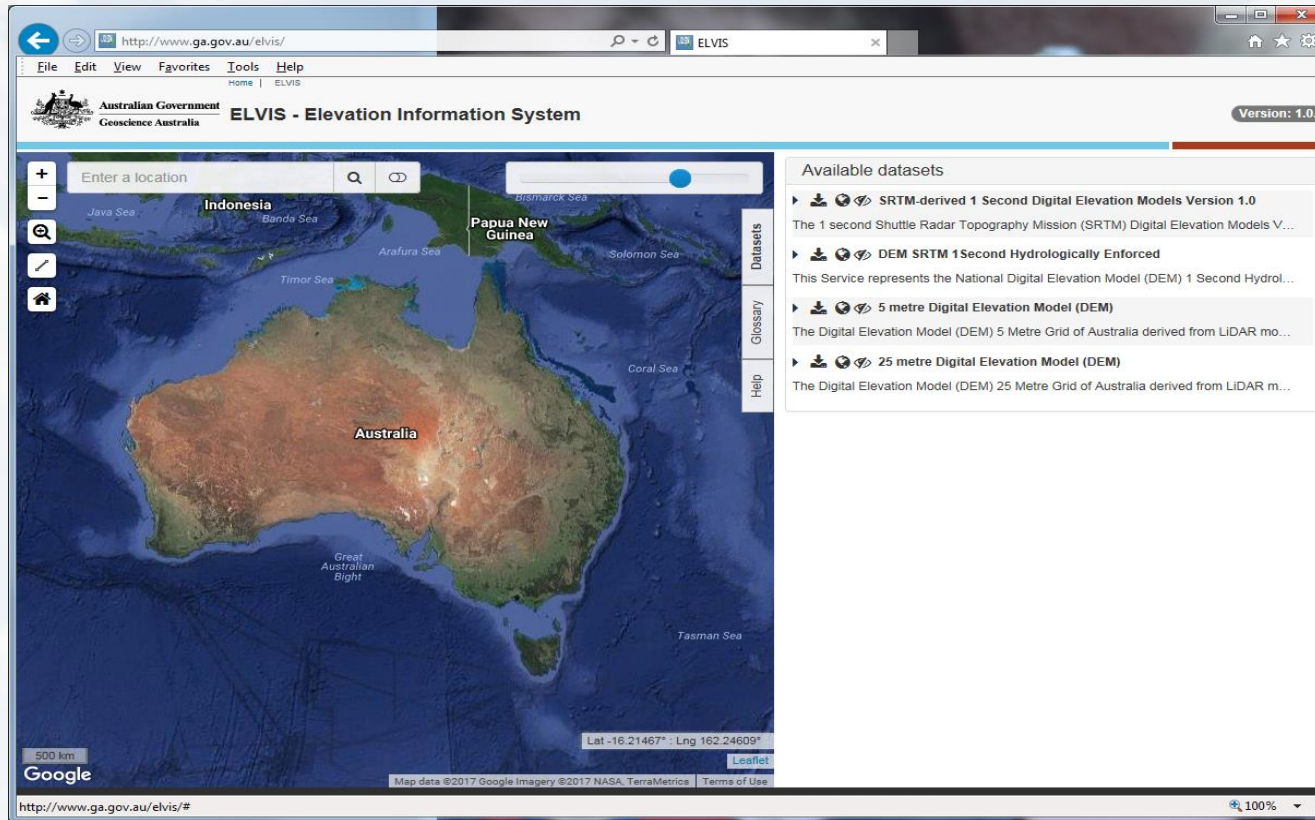 http://www.ga.gov.au/elvis/
ELVIS
File Edit View Favorites Tools Help
Home | ELVIS
Australian Government
Geoscience Australia
ELVIS - Elevation Information System
Version: 1.0.
Enter a location
Java Sea
Indonesia
Banda Sea
Bismarck Sea
Papua New
Guinea
Arafura Sea
Solomon Sea
Timor Sea
Coral Sea
Australia
Great
Australian
Bight
Tasman Sea
Datasets
Glossary
Help
Lat -16.21467° : Lng 162.24609°
Leaflet
500 km
Google
Map data ©2017 Google Imagery ©2017 NASA, TerraMetrics
Terms of Use
Available datasets
SRTM-derived 1 Second Digital Elevation Models Version 1.0
The 1 second Shuttle Radar Topography Mission (SRTM) Digital Elevation Models V...
DEM SRTM 1Second Hydrologically Enforced
This Service represents the National Digital Elevation Model (DEM) 1 Second Hydrol...
5 metre Digital Elevation Model (DEM)
The Digital Elevation Model (DEM) 5 Metre Grid of Australia derived from LiDAR mo...
25 metre Digital Elevation Model (DEM)
The Digital Elevation Model (DEM) 25 Metre Grid of Australia derived from LiDAR m...
http://www.ga.gov.au/elvis/#
100%